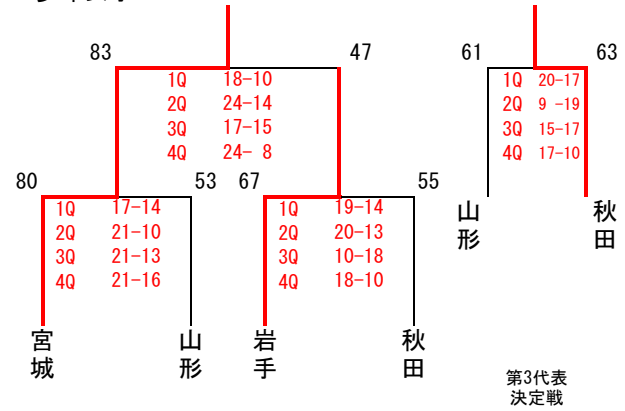 83 47
1Q 18-10
2Q 24-14
3Q 17-15
4Q 24- 8
61 63
1Q 20-17
2Q 9 -19
3Q 15-17
4Q 17-10
山形
秋田
80 53
1Q 17-14
2Q 21-10
3Q 21-13
4Q 21-16
67 55
1Q 19-14
2Q 20-13
3Q 10-18
4Q 18-10
宮城
山形
岩手
秋田
第3代表
決定戦